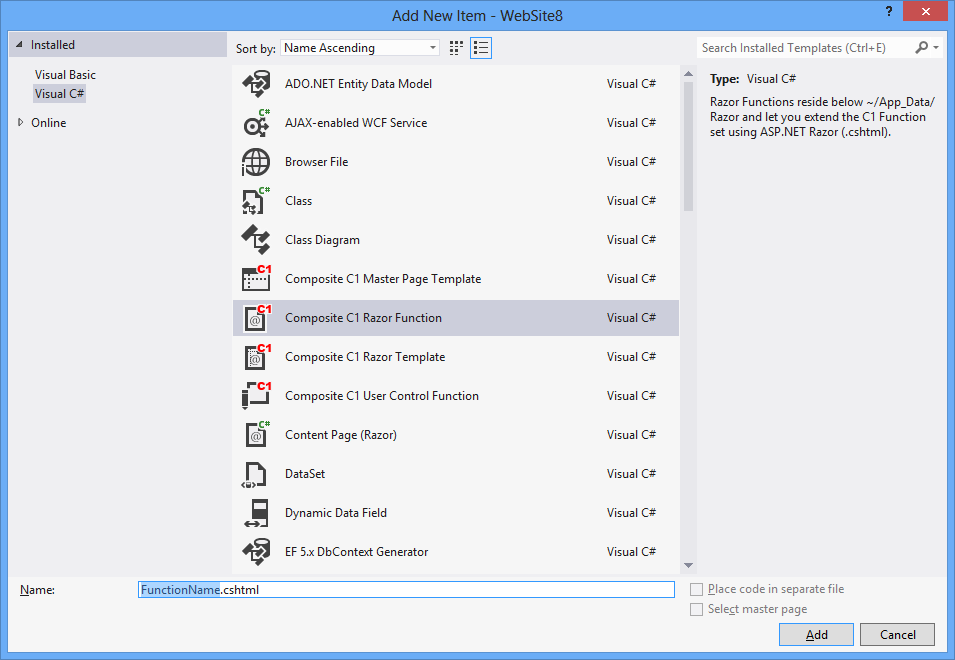 Add New Item - WebSite8
?
Installed
Visual Basic
Visual C#
Online
Sort by: Name Ascending
ADO.NET Entity Data Model Visual C#
C# AJAX-enabled WCF Service Visual C#
Browser File Visual C#
C# Class Visual C#
Class Diagram Visual C#
C1 Composite C1 Master Page Template Visual C#
C1 @ Composite C1 Razor Function Visual C#
C1 @ Composite C1 Razor Template Visual C#
C1 Composite C1 User Control Function Visual C#
C# @ Content Page (Razor) Visual C#
DataSet Visual C#
Dynamic Data Field Visual C#
EF 5.x DbContext Generator Visual C#
Search Installed Templates (Ctrl+E)
Type: Visual C#
Razor Functions reside below ~/App_Data/
Razor and let you extend the C1 Function
set using ASP.NET Razor (.cshtml).
Name: FunctionName.cshtml
Place code in separate file
Select master page
Add Cancel